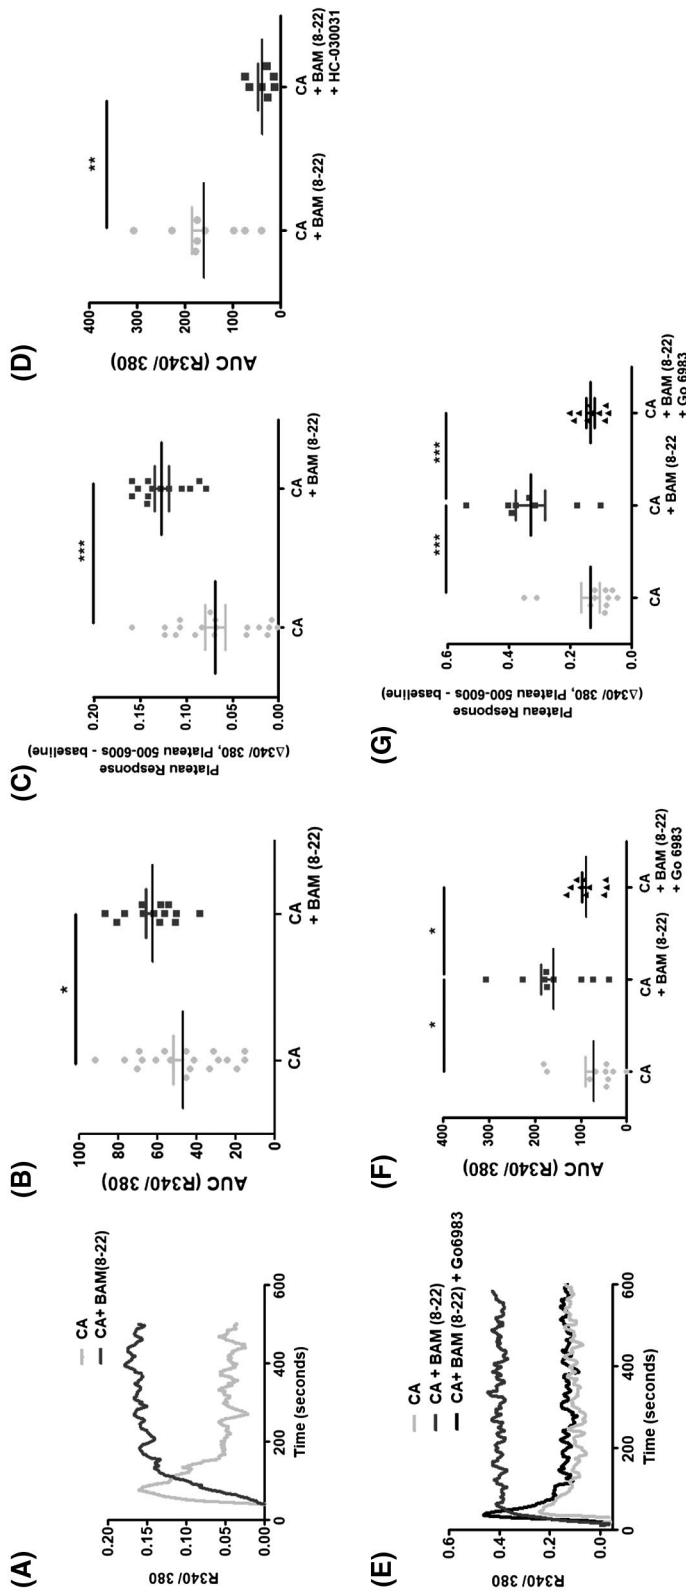 (A)
R340/ 380
0.20
0.15
0.10
0.05
0.00
0
200
400
600
Time (seconds)
CA
CA+ BAM(8-22)
(B)
AUC (R340/ 380)
100
80
60
40
20
0
*
CA
CA
+ BAM (8-22)
(C)
Plateau Response
(Δ340/ 380, Plateau 500-600s - baseline)
0.20
0.15
0.10
0.05
0.00
***
CA
CA
+ BAM (8-22)
(D)
AUC (R340/ 380)
400
300
200
100
0
**
CA
+ BAM (8-22)
CA
+ BAM (8-22)
+ HC-030031
(E)
R340/ 380
0.6
0.4
0.2
0.0
0
200
400
600
Time (seconds)
CA
CA + BAM (8-22)
CA+ BAM (8-22) + Go6983
(F)
AUC (R340/ 380)
400
300
200
100
0
*
*
CA
CA
+ BAM (8-22)
CA
+ BAM (8-22)
+ Go 6983
(G)
Plateau Response
(Δ340/ 380, Plateau 500-600s - baseline)
0.6
0.4
0.2
0.0
***
***
CA
CA
+ BAM (8-22
CA
+ BAM (8-22)
+ Go 6983